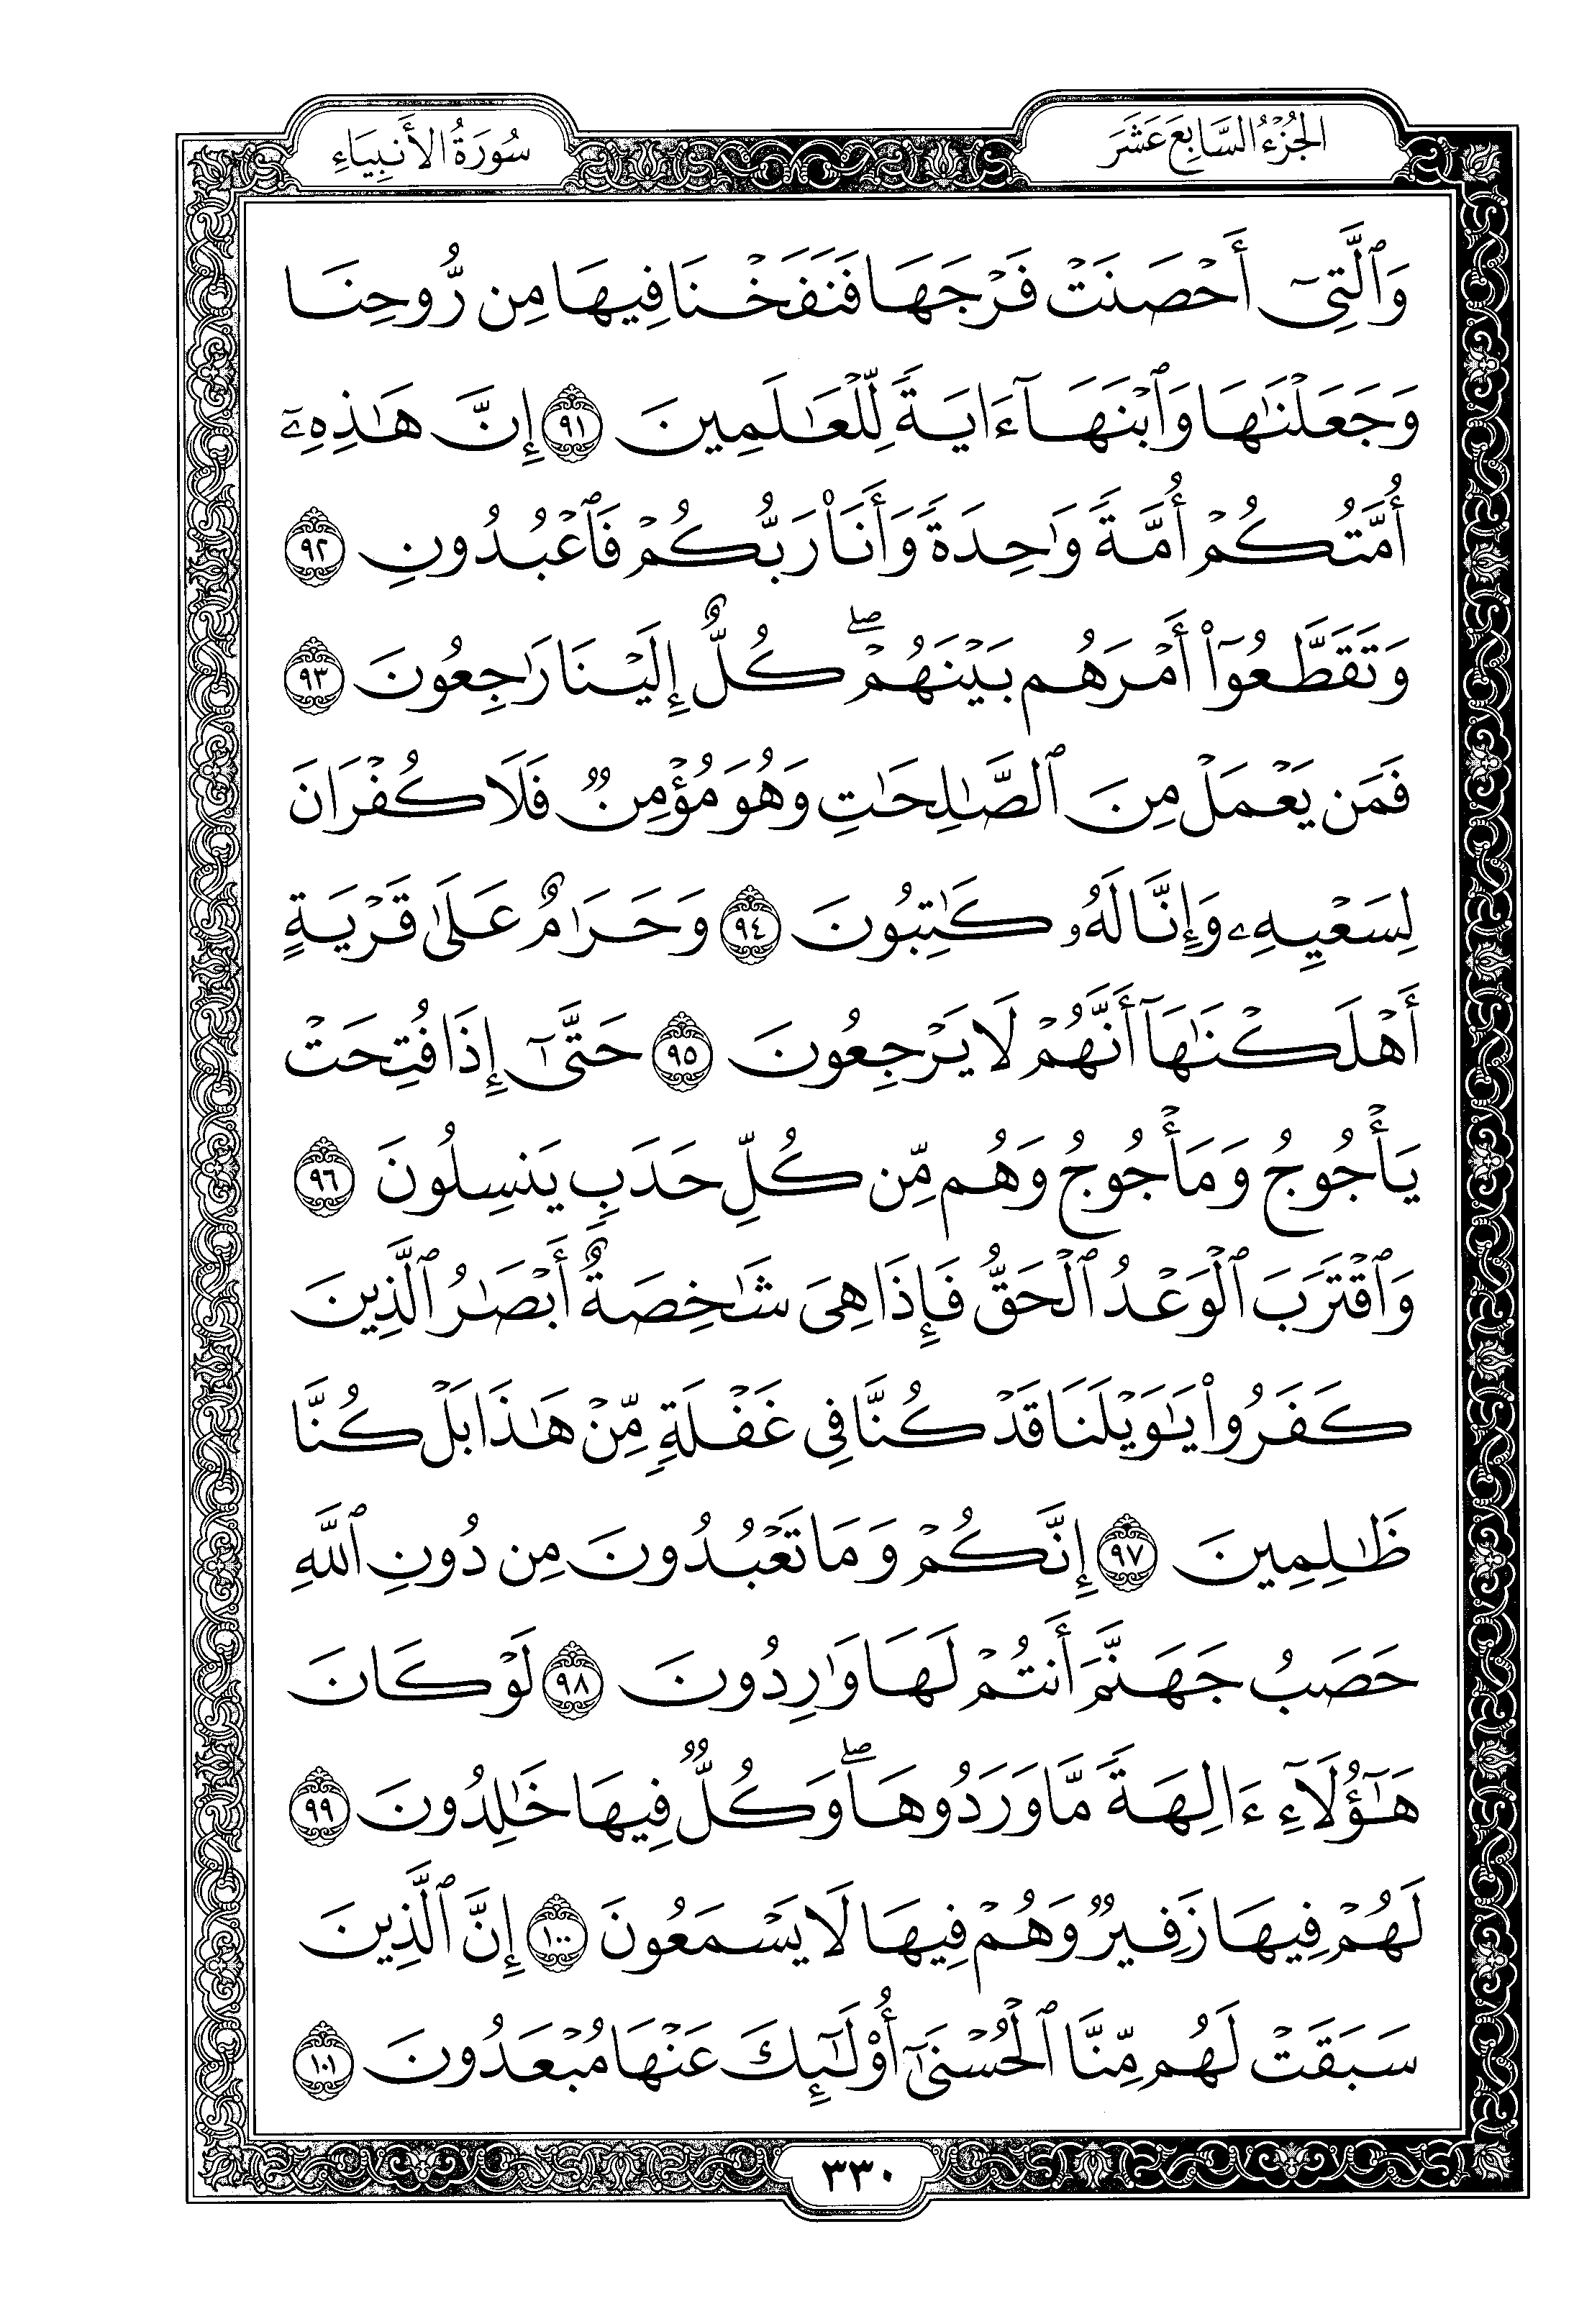 الجُزْءُ السَّابِعَ عَشَرَ
سُورَةُ الأَنبِيَاءِ
وَٱلَّتِىٓ أَحْصَنَتْ فَرْجَهَا فَنَفَخْنَا فِيهَا مِن رُّوحِنَا
وَجَعَلْنَٰهَا وَٱبْنَهَآ ءَايَةً لِّلْعَٰلَمِينَ ٩١ إِنَّ هَٰذِهِۦٓ
أُمَّتُكُمْ أُمَّةً وَٰحِدَةً وَأَنَا۠ رَبُّكُمْ فَٱعْبُدُونِ ٩٢
وَتَقَطَّعُوٓا۟ أَمْرَهُم بَيْنَهُمْ ۖ كُلٌّ إِلَيْنَا رَٰجِعُونَ ٩٣
فَمَن يَعْمَلْ مِنَ ٱلصَّٰلِحَٰتِ وَهُوَ مُؤْمِنٌ فَلَا كُفْرَانَ
لِسَعْيِهِۦ وَإِنَّا لَهُۥ كَٰتِبُونَ ٩٤ وَحَرَٰمٌ عَلَىٰ قَرْيَةٍ
أَهْلَكْنَٰهَآ أَنَّهُمْ لَا يَرْجِعُونَ ٩٥ حَتَّىٰٓ إِذَا فُتِحَتْ
يَأْجُوجُ وَمَأْجُوجُ وَهُم مِّن كُلِّ حَدَبٍ يَنسِلُونَ ٩٦
وَٱقْتَرَبَ ٱلْوَعْدُ ٱلْحَقُّ فَإِذَا هِىَ شَٰخِصَةٌ أَبْصَٰرُ ٱلَّذِينَ
كَفَرُوا۟ يَٰوَيْلَنَا قَدْ كُنَّا فِى غَفْلَةٍ مِّنْ هَٰذَا بَلْ كُنَّا
ظَٰلِمِينَ ٩٧ إِنَّكُمْ وَمَا تَعْبُدُونَ مِن دُونِ ٱللَّهِ
حَصَبُ جَهَنَّمَ أَنتُمْ لَهَا وَٰرِدُونَ ٩٨ لَوْ كَانَ
هَٰٓؤُلَآءِ ءَالِهَةً مَّا وَرَدُوهَا ۖ وَكُلٌّ فِيهَا خَٰلِدُونَ ٩٩
لَهُمْ فِيهَا زَفِيرٌ وَهُمْ فِيهَا لَا يَسْمَعُونَ ١٠٠ إِنَّ ٱلَّذِينَ
سَبَقَتْ لَهُم مِّنَّا ٱلْحُسْنَىٰٓ أُو۟لَٰٓئِكَ عَنْهَا مُبْعَدُونَ ١٠١
٣٣٠